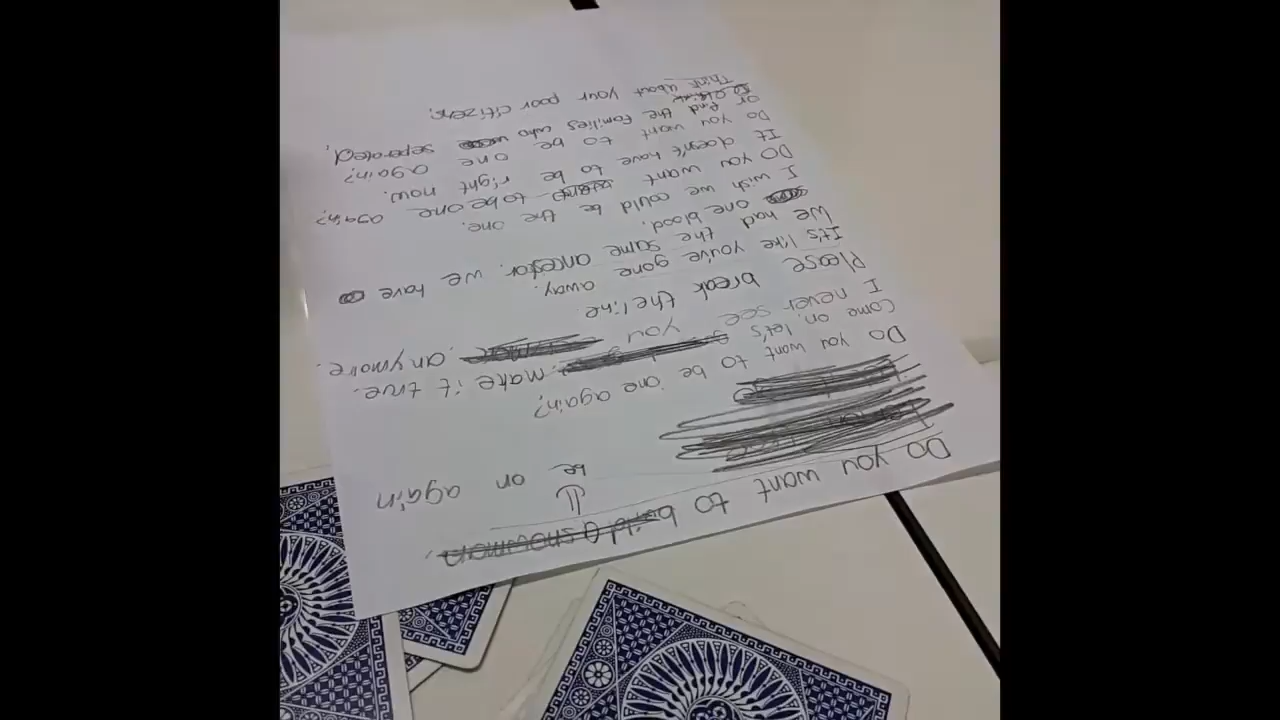 Do you want to build a snowman.
be on again
Do you want to be one again?
Come on, let's make it true.
I never see you anymore.
Please break the line.
It's like you've gone away.
We had the same ancestor. we have
one blood.
I wish we could be the one.
Do you want to be one again?
It doesn't have to be right now.
Do you want to be one again?
or find the families who seperated,
Think about your poor citizens.